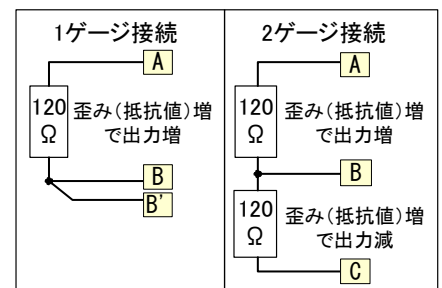 1ゲージ接続
A
120
Ω
歪み(抵抗値)増
で出力増
B
B'
2ゲージ接続
A
120
Ω
歪み(抵抗値)増
で出力増
B
120
Ω
歪み(抵抗値)増
で出力減
C